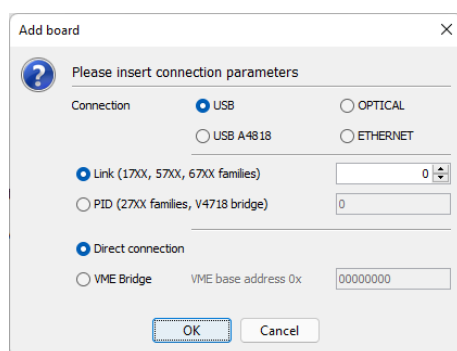 Add board
Please insert connection parameters
Connection USB OPTICAL
USB A4818 ETHERNET
Link (17XX, 57XX, 67XX families) 0
PID (27XX families, V4718 bridge) 0
Direct connection
VME Bridge VME base address 0x 00000000
OK Cancel